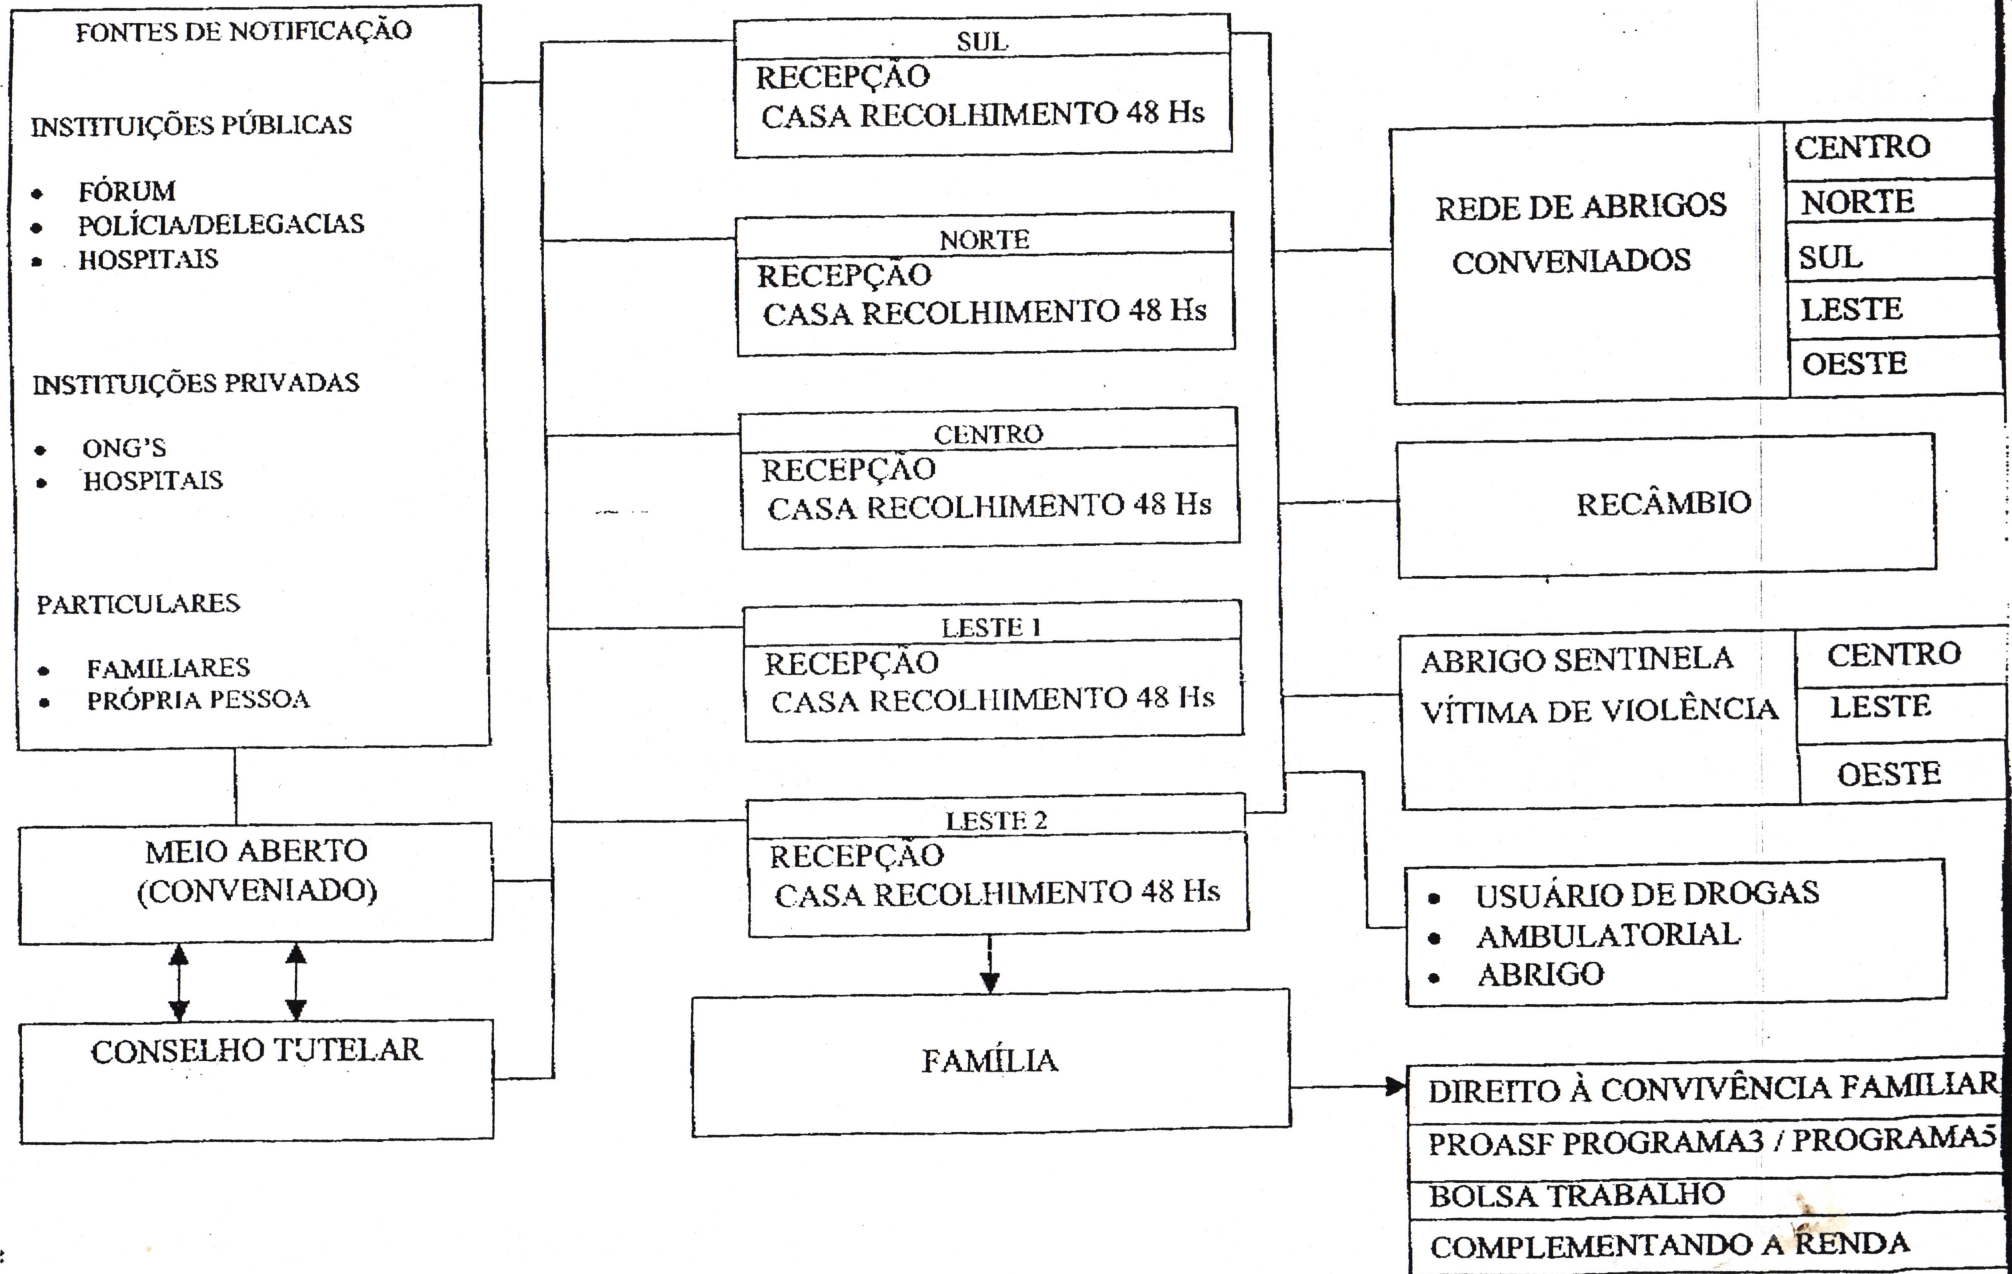 FONTES DE NOTIFICAÇÃO
INSTITUIÇÕES PÚBLICAS
• FÓRUM
• POLÍCIA/DELEGACIAS
• HOSPITAIS
INSTITUIÇÕES PRIVADAS
• ONG'S
• HOSPITAIS
PARTICULARES
• FAMILIARES
• PRÓPRIA PESSOA
MEIO ABERTO
(CONVENIADO)
CONSELHO TUTELAR
SUL
RECEPÇÃO
CASA RECOLHIMENTO 48 Hs
NORTE
RECEPÇÃO
CASA RECOLHIMENTO 48 Hs
CENTRO
RECEPÇÃO
CASA RECOLHIMENTO 48 Hs
LESTE 1
RECEPÇÃO
CASA RECOLHIMENTO 48 Hs
LESTE 2
RECEPÇÃO
CASA RECOLHIMENTO 48 Hs
FAMÍLIA
REDE DE ABRIGOS
CONVENIADOS
CENTRO
NORTE
SUL
LESTE
OESTE
RECÂMBIO
ABRIGO SENTINELA
VÍTIMA DE VIOLÊNCIA
CENTRO
LESTE
OESTE
• USUÁRIO DE DROGAS
• AMBULATORIAL
• ABRIGO
DIREITO À CONVIVÊNCIA FAMILIAR
PROASF PROGRAMA3 / PROGRAMA5
BOLSA TRABALHO
COMPLEMENTANDO A RENDA